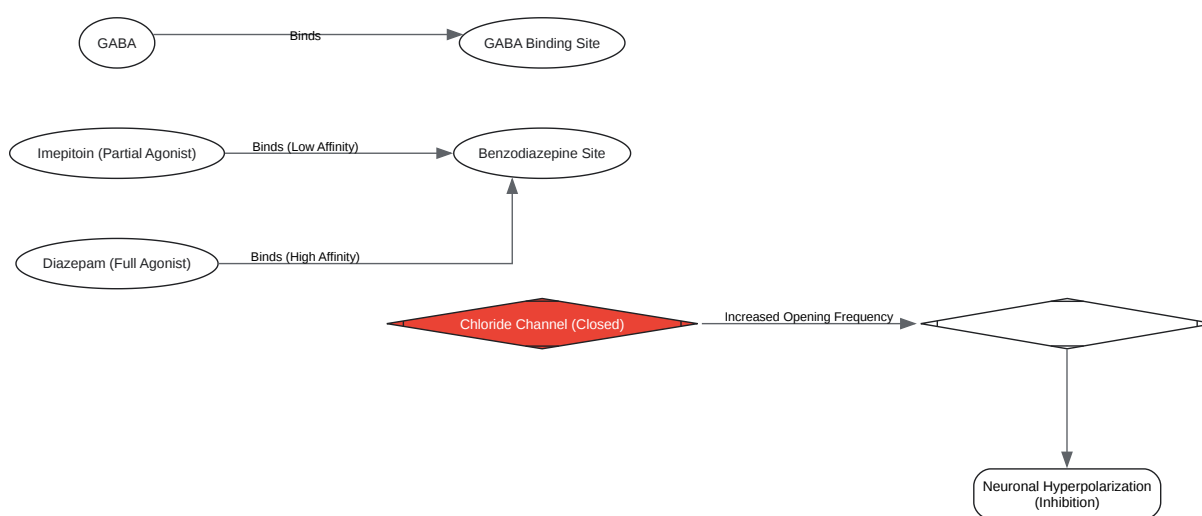 GABA
Binds
GABA Binding Site
Imepitoin (Partial Agonist)
Binds (Low Affinity)
Benzodiazepine Site
Diazepam (Full Agonist)
Binds (High Affinity)
Chloride Channel (Closed)
Increased Opening Frequency
Neuronal Hyperpolarization
(Inhibition)